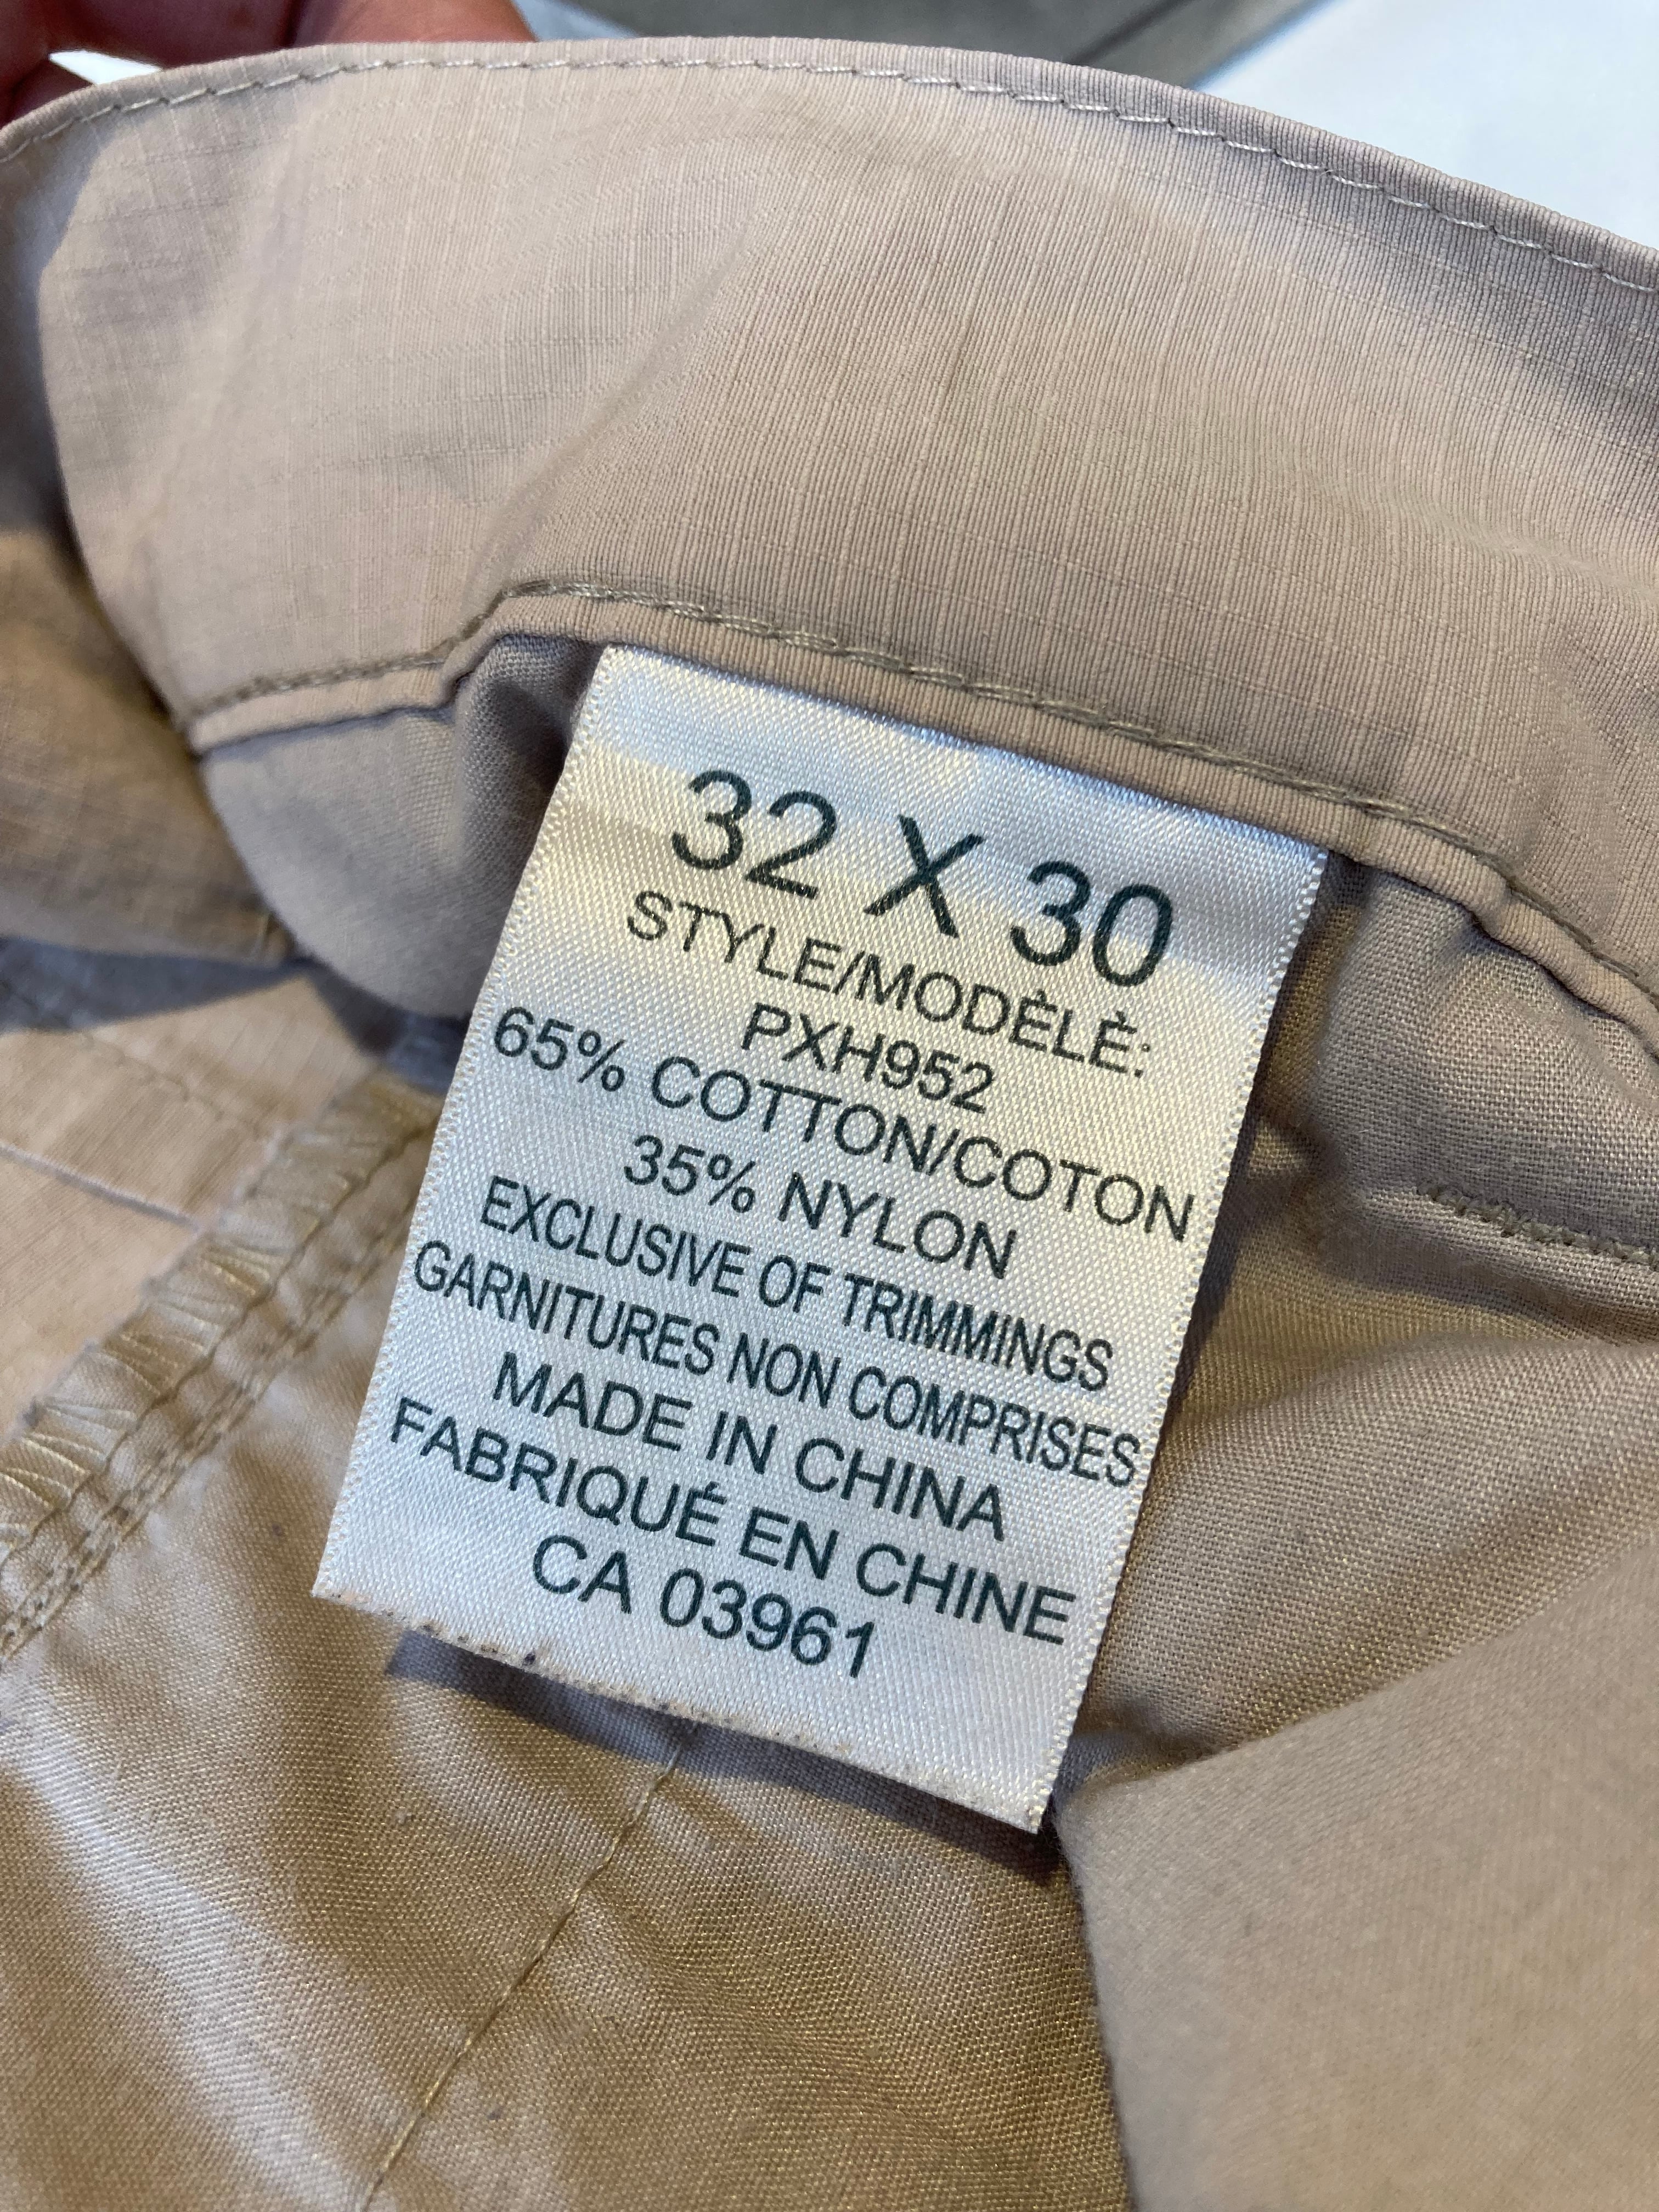 32 X 30
STYLE/MODÈLÈ:
PXH952
65% COTTON/COTON
35% NYLON
EXCLUSIVE OF TRIMMINGS
GARNITURES NON COMPRISES
MADE IN CHINA
FABRIQUÉ EN CHINE
CA 03961